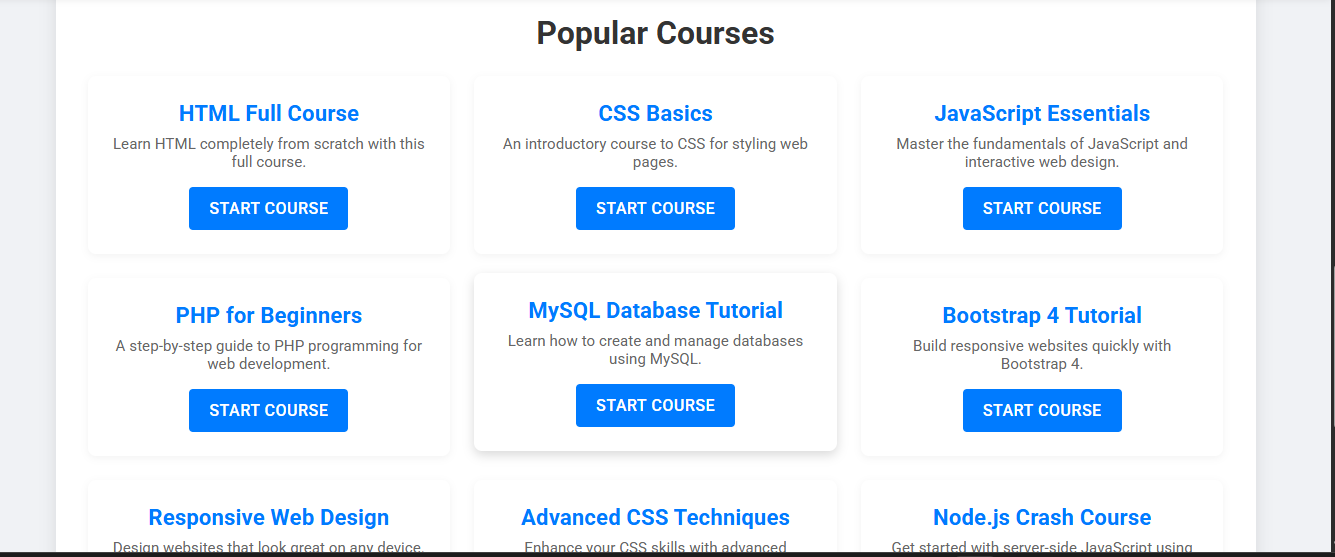 Popular Courses
HTML Full Course
Learn HTML completely from scratch with this
full course.
START COURSE
CSS Basics
An introductory course to CSS for styling web
pages.
START COURSE
JavaScript Essentials
Master the fundamentals of JavaScript and
interactive web design.
START COURSE
PHP for Beginners
A step-by-step guide to PHP programming for
web development.
START COURSE
MySQL Database Tutorial
Learn how to create and manage databases
using MySQL.
START COURSE
Bootstrap 4 Tutorial
Build responsive websites quickly with
Bootstrap 4.
START COURSE
Responsive Web Design
Design websites that look great on any device.
Advanced CSS Techniques
Enhance your CSS skills with advanced
Node.js Crash Course
Get started with server-side JavaScript using